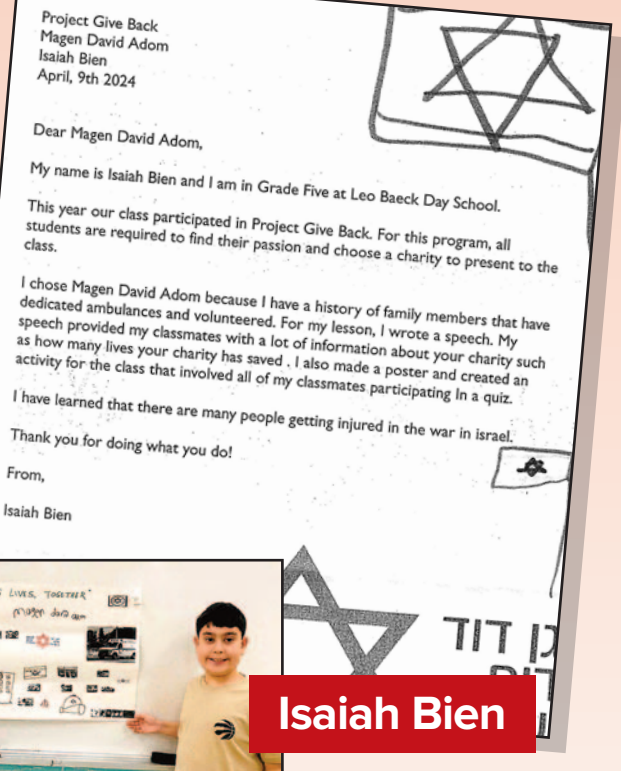 Project Give Back
Magen David Adom
Isaiah Bien
April, 9th 2024
Dear Magen David Adom,
My name is Isaiah Bien and I am in Grade Five at Leo Baeck Day School.
This year our class participated in Project Give Back. For this program, all
students are required to find their passion and choose a charity to present to the
class.
I chose Magen David Adom because I have a history of family members that have
dedicated ambulances and volunteered. For my lesson, I wrote a speech. My
speech provided my classmates with a lot of information about your charity such
as how many lives your charity has saved . I also made a poster and created an
activity for the class that involved all of my classmates participating In a quiz.
I have learned that there are many people getting injured in the war in israel.
Thank you for doing what you do!
From,
Isaiah Bien
LIVES, TOGETHER"
magen
דוד
Isaiah Bien